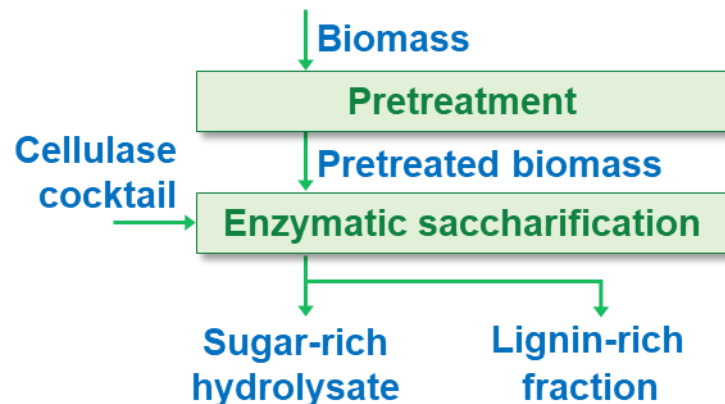 Biomass
Pretreatment
Cellulase
cocktail
Pretreated biomass
Enzymatic saccharification
Sugar-rich
hydrolysate
Lignin-rich
fraction